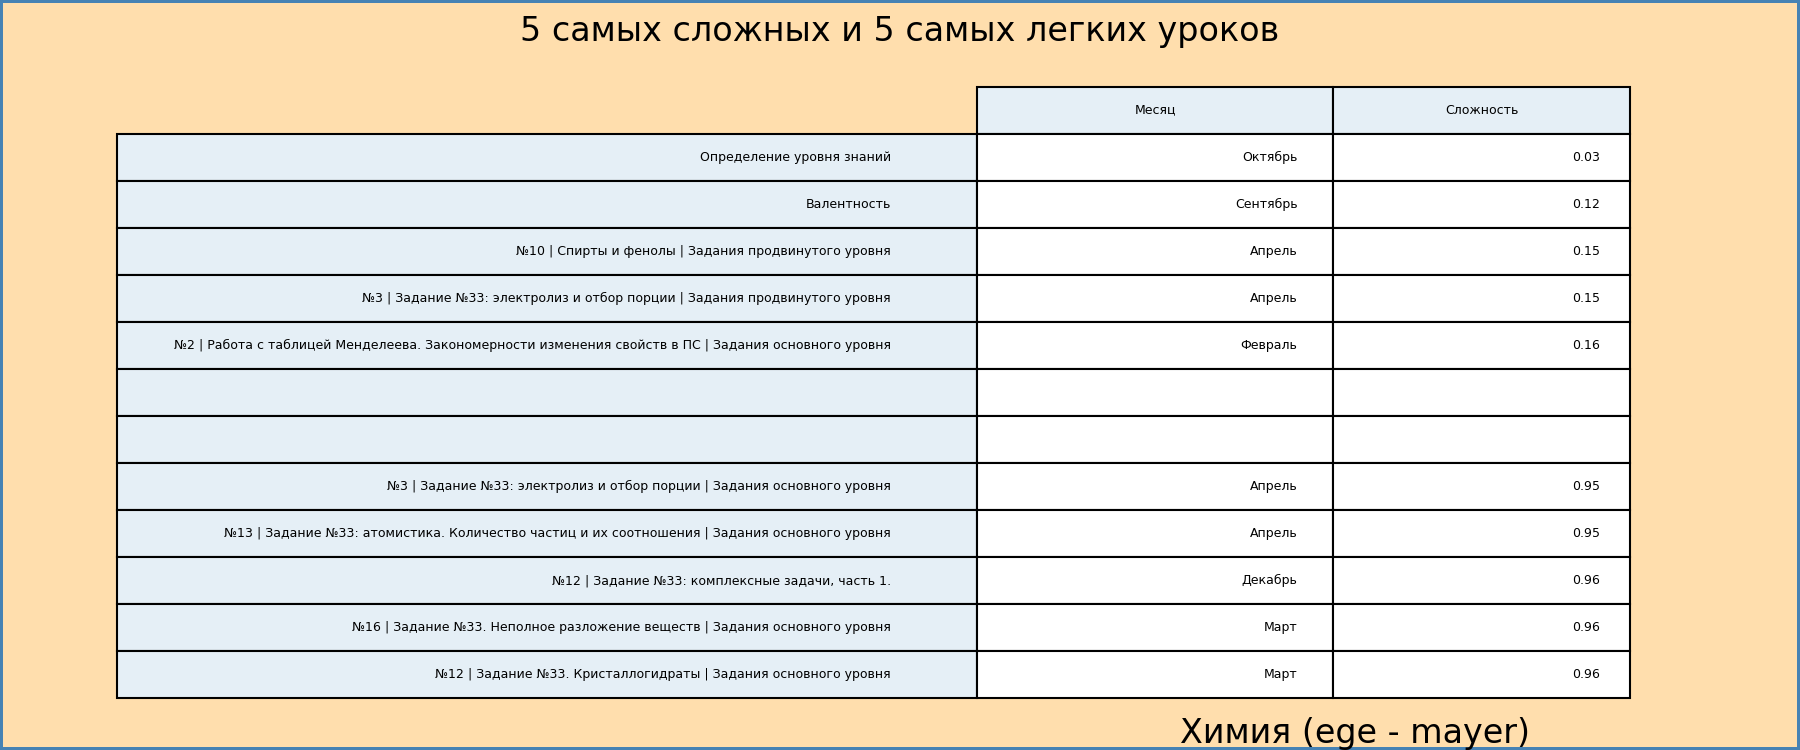 5 самых сложных и 5 самых легких уроков
Месяц Сложность
Определение уровня знаний Октябрь 0.03
Валентность Сентябрь 0.12
№10 | Спирты и фенолы | Задания продвинутого уровня Апрель 0.15
№3 | Задание №33: электролиз и отбор порции | Задания продвинутого уровня Апрель 0.15
№2 | Работа с таблицей Менделеева. Закономерности изменения свойств в ПС | Задания основного уровня Февраль 0.16
№3 | Задание №33: электролиз и отбор порции | Задания основного уровня Апрель 0.95
№13 | Задание №33: атомистика. Количество частиц и их соотношения | Задания основного уровня Апрель 0.95
№12 | Задание №33: комплексные задачи, часть 1. Декабрь 0.96
№16 | Задание №33. Неполное разложение веществ | Задания основного уровня Март 0.96
№12 | Задание №33. Кристаллогидраты | Задания основного уровня Март 0.96
Химия (ege - mayer)